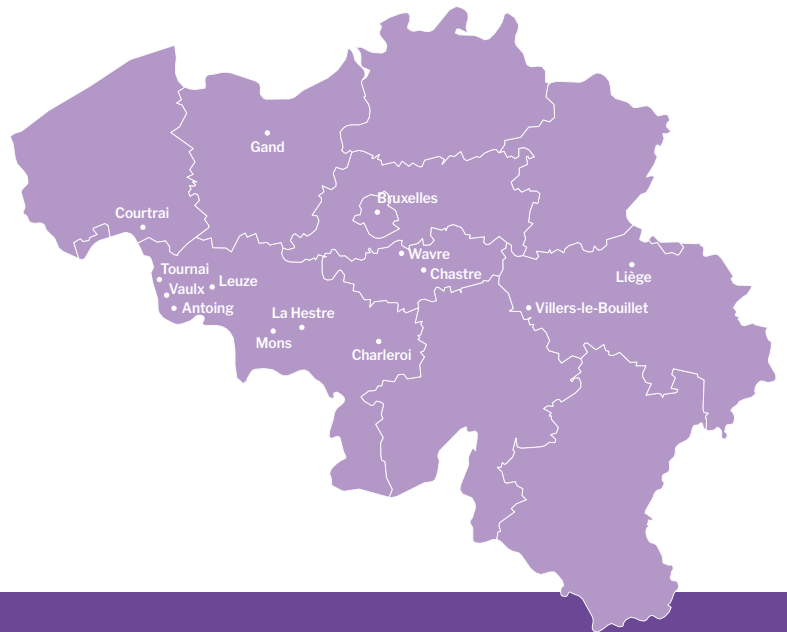 Gand
Bruxelles
Courtrai
Wavre
Tournai
Chastre
Liège
Leuze
Vaulx
Antoing
Villers-le-Bouillet
La Hestre
Mons
Charleroi